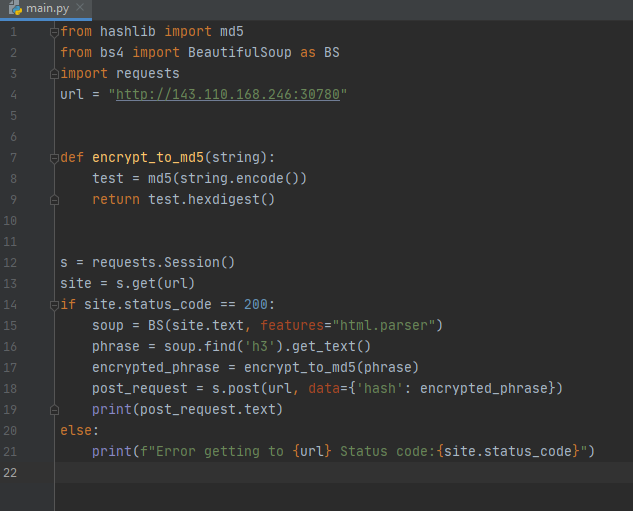 main.py
1 from hashlib import md5
2 from bs4 import BeautifulSoup as BS
3 import requests
4 url = "http://143.110.168.246:30780"
5
6
7 def encrypt_to_md5(string):
8     test = md5(string.encode())
9     return test.hexdigest()
10
11
12 s = requests.Session()
13 site = s.get(url)
14 if site.status_code == 200:
15     soup = BS(site.text, features="html.parser")
16     phrase = soup.find('h3').get_text()
17     encrypted_phrase = encrypt_to_md5(phrase)
18     post_request = s.post(url, data={'hash': encrypted_phrase})
19     print(post_request.text)
20 else:
21     print(f"Error getting to {url} Status code:{site.status_code}")
22